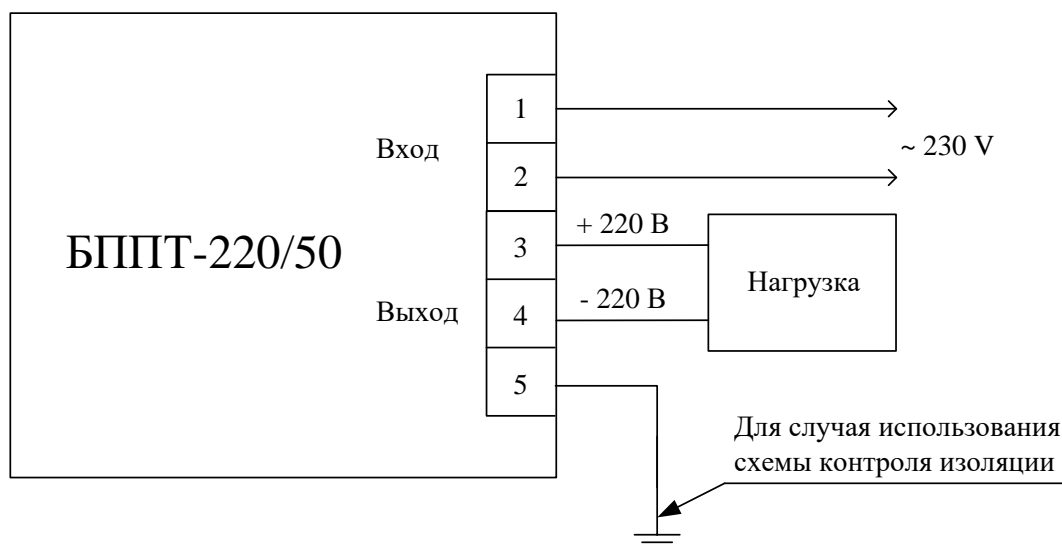 1
Вход
~ 230 V
2
+ 220 В
3
БППТ-220/50
Нагрузка
- 220 В
Выход
4
5
Для случая использования
схемы контроля изоляции